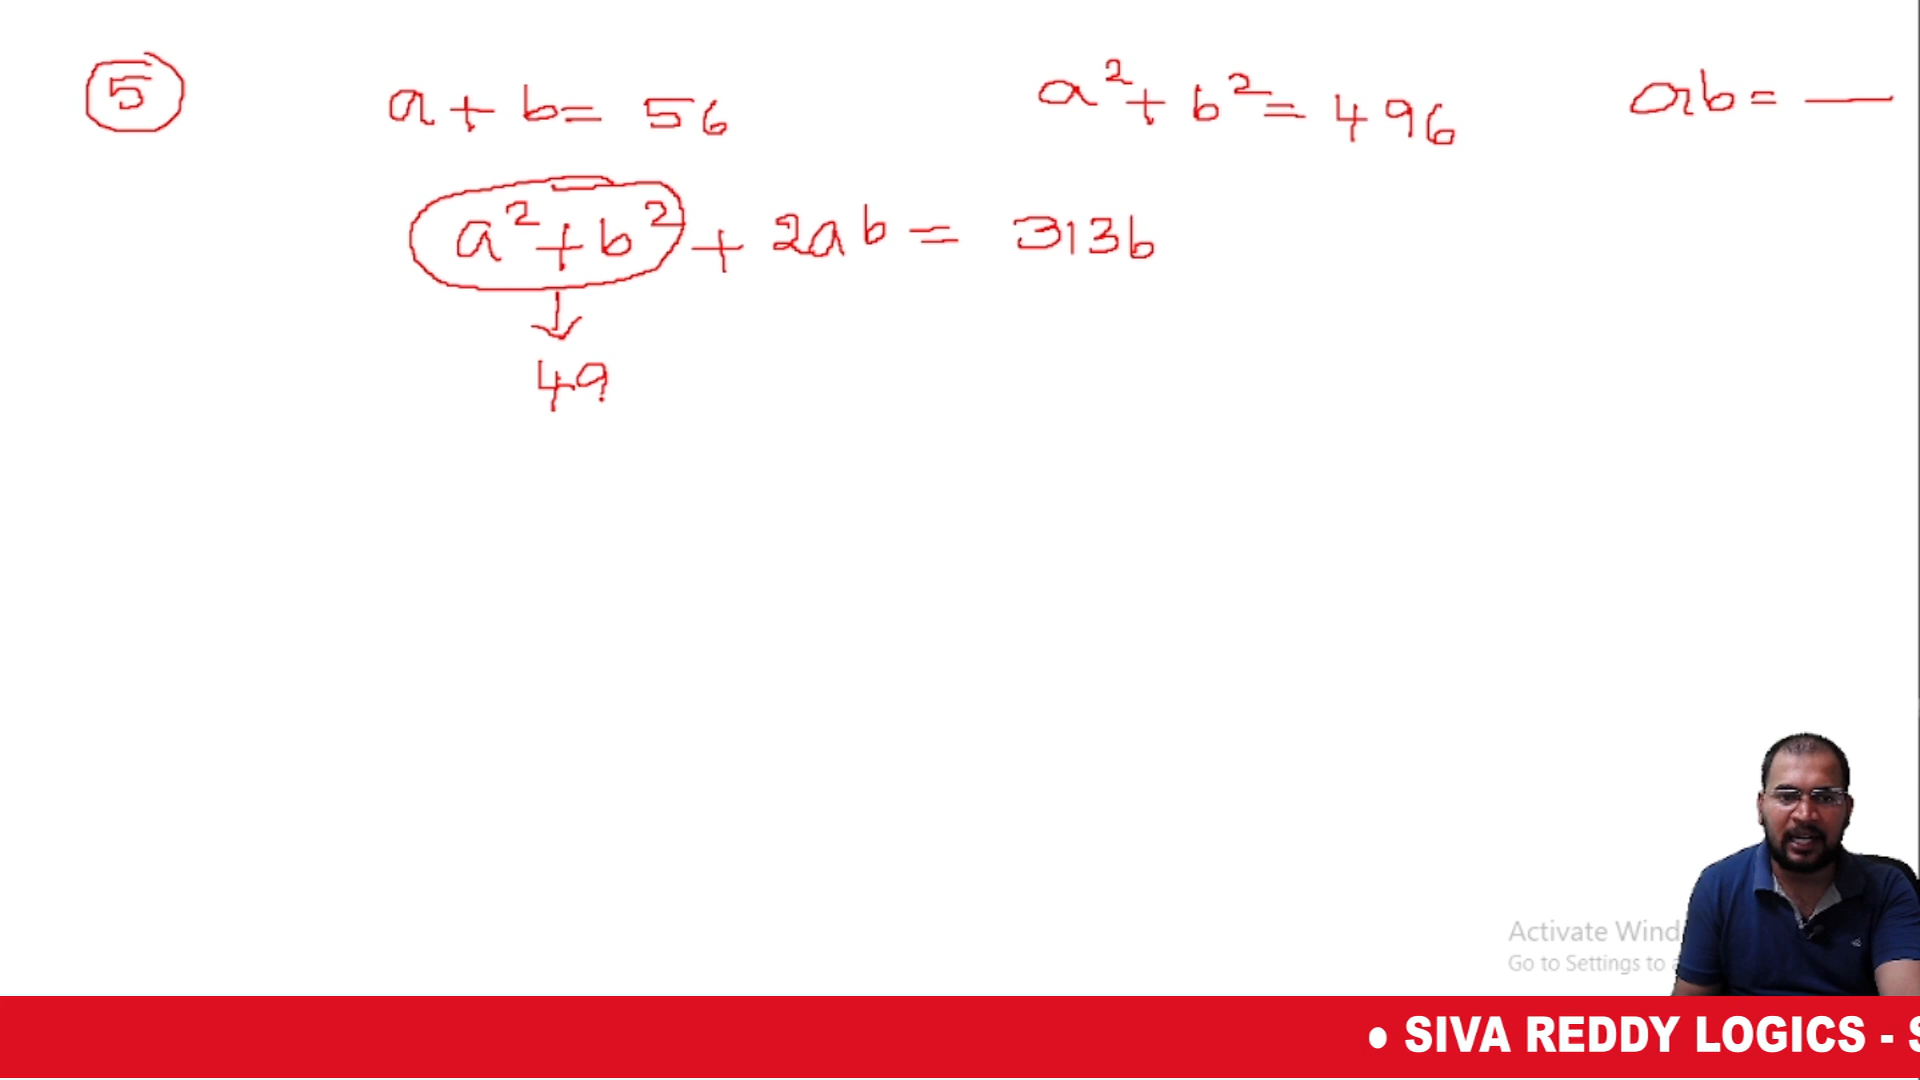 5 a + b = 56 a² + b² = 496 ab = —
a² + b² + 2ab = 3136
↓
49
Activate Wind
Go to Settings to a
• SIVA REDDY LOGICS - S